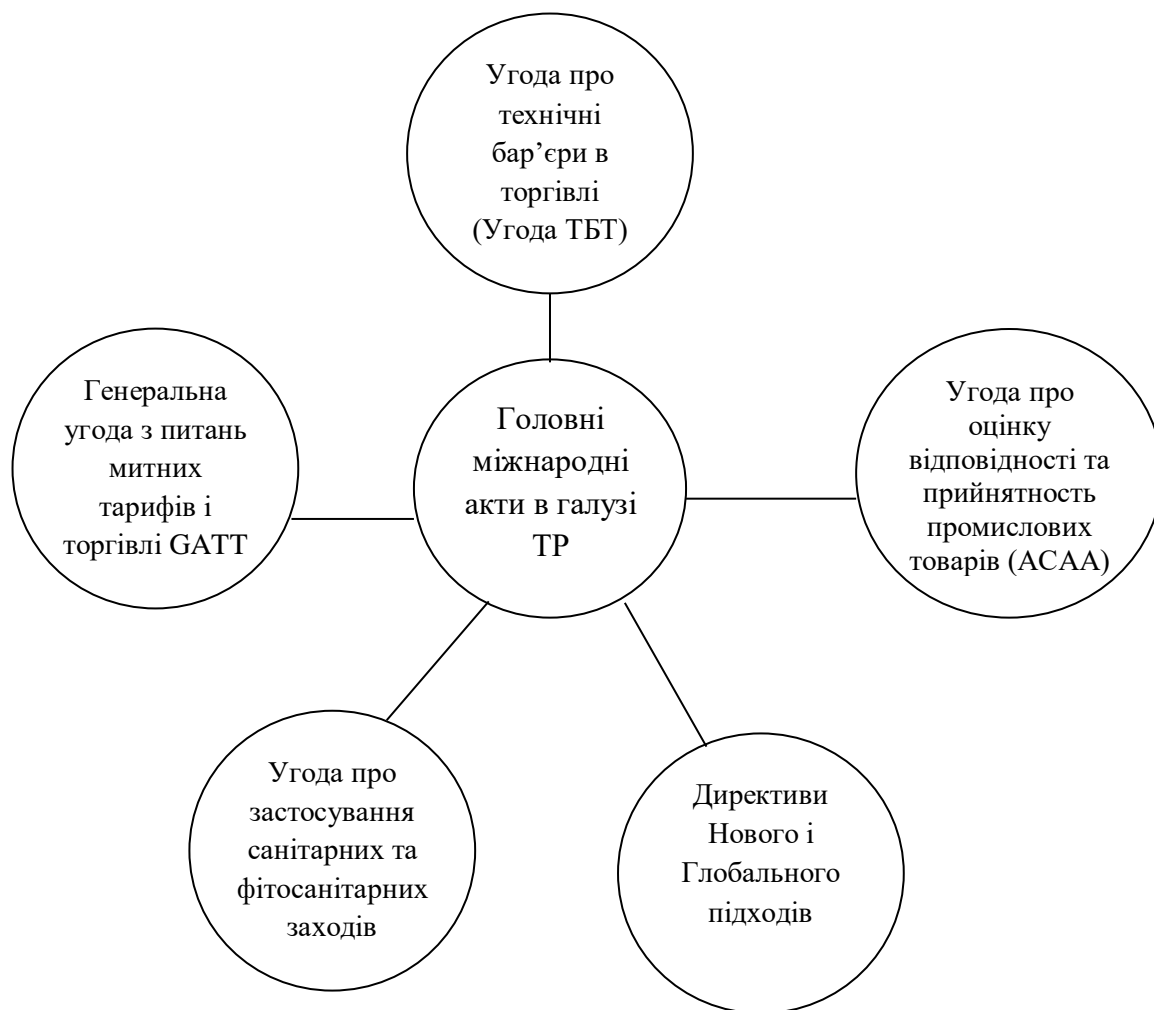 Угода про
технічні
бар’єри в
торгівлі
(Угода ТБТ)
Генеральна
угода з питань
митних
тарифів і
торгівлі GATT
Головні
міжнародні
акти в галузі
ТР
Угода про
оцінку
відповідності та
прийнятность
промислових
товарів (АСАА)
Угода про
застосування
санітарних та
фітосанітарних
заходів
Директиви
Нового і
Глобального
підходів